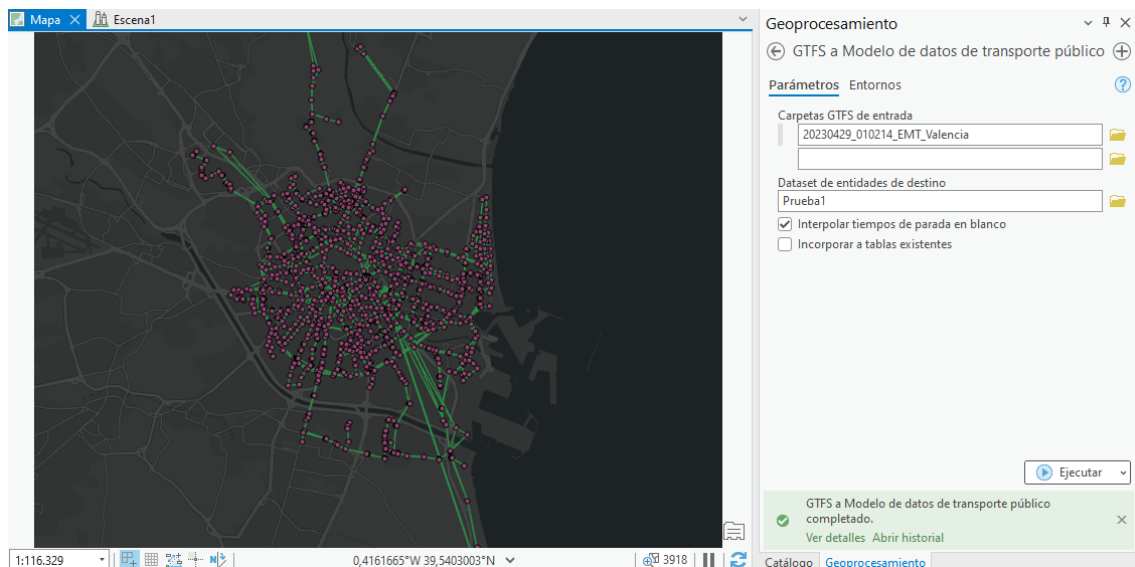 Mapa
Escena1
Geoprocesamiento
GTFS a Modelo de datos de transporte público
Parámetros Entornos
Carpetas GTFS de entrada
20230429_010214_EMT_Valencia
Dataset de entidades de destino
Prueba1
Interpolar tiempos de parada en blanco
Incorporar a tablas existentes
Ejecutar
GTFS a Modelo de datos de transporte público
completado.
Ver detalles Abrir historial
1:116.329
0,4161665°W 39,5403003°N
3918
Catálogo Geoprocesamiento